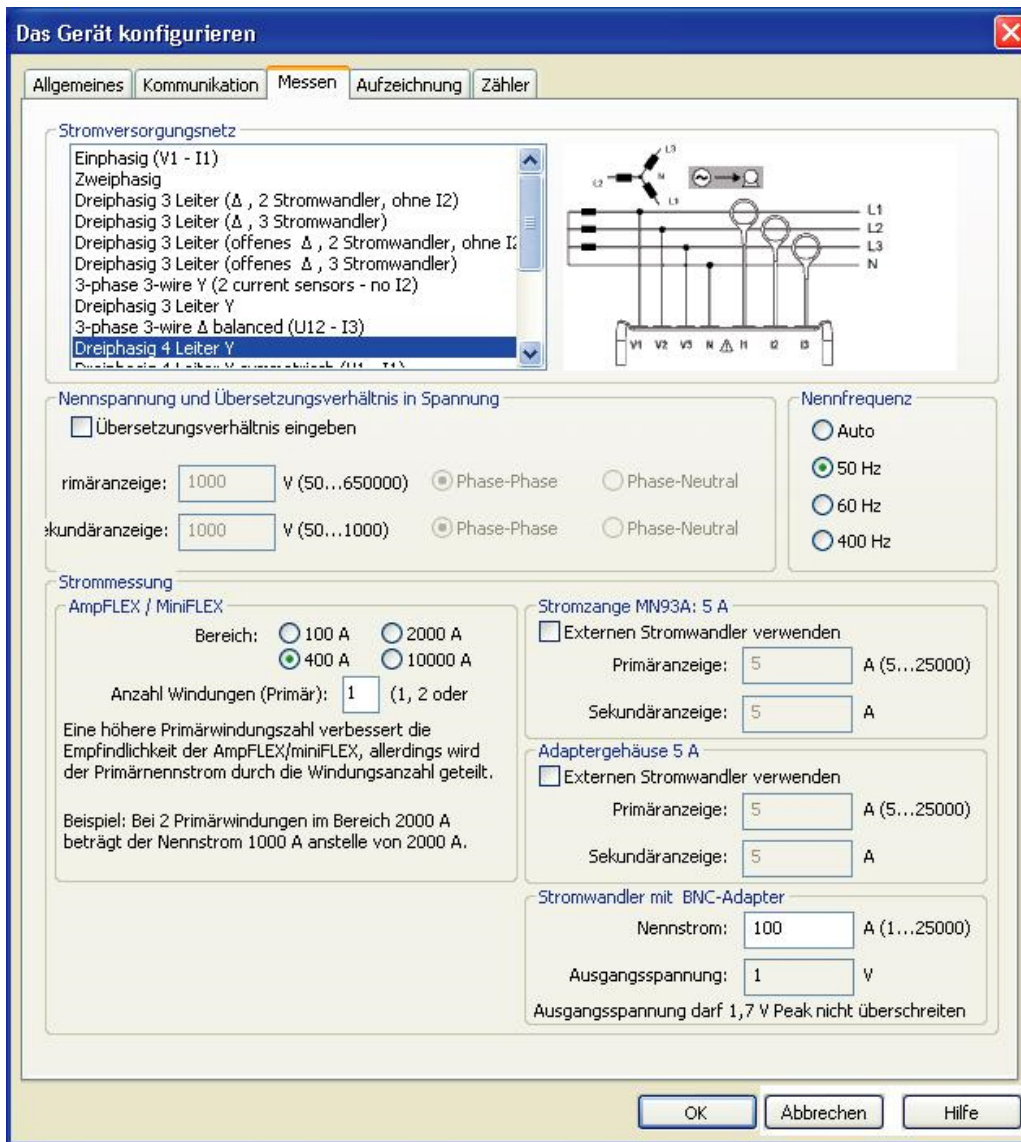 Das Gerät konfigurieren
Allgemeines Kommunikation Messen Aufzeichnung Zähler
Stromversorgungsnetz
Einphasig (V1 - I1)
Zweiphasig
Dreiphasig 3 Leiter (Δ , 2 Stromwandler, ohne I2)
Dreiphasig 3 Leiter (Δ , 3 Stromwandler)
Dreiphasig 3 Leiter (offenes Δ , 2 Stromwandler, ohne I2
Dreiphasig 3 Leiter (offenes Δ , 3 Stromwandler)
3-phase 3-wire Y (2 current sensors - no I2)
Dreiphasig 3 Leiter Y
3-phase 3-wire Δ balanced (U12 - I3)
Dreiphasig 4 Leiter Y
Dreiphasig 4 Leiter Y symmetrisch (V1 - I1)
L3
L2
N
L1
L1
L2
L3
N
V1 V2 V3 N I1 I2 I3
Nennspannung und Übersetzungsverhältnis in Spannung
Übersetzungsverhältnis eingeben
rimäranzeige: 1000 V (50...650000) Phase-Phase Phase-Neutral
ekundäranzeige: 1000 V (50...1000) Phase-Phase Phase-Neutral
Nennfrequenz
Auto
50 Hz
60 Hz
400 Hz
Strommessung
AmpFLEX / MiniFLEX
Bereich: 100 A 2000 A
400 A 10000 A
Anzahl Windungen (Primär): 1 (1, 2 oder
Eine höhere Primärwindungszahl verbessert die
Empfindlichkeit der AmpFLEX/miniFLEX, allerdings wird
der Primärnennstrom durch die Windungsanzahl geteilt.
Beispiel: Bei 2 Primärwindungen im Bereich 2000 A
beträgt der Nennstrom 1000 A anstelle von 2000 A.
Stromzange MN93A: 5 A
Externen Stromwandler verwenden
Primäranzeige: 5 A (5...25000)
Sekundäranzeige: 5 A
Adaptergehäuse 5 A
Externen Stromwandler verwenden
Primäranzeige: 5 A (5...25000)
Sekundäranzeige: 5 A
Stromwandler mit BNC-Adapter
Nennstrom: 100 A (1...25000)
Ausgangsspannung: 1 V
Ausgangsspannung darf 1,7 V Peak nicht überschreiten
OK Abbrechen Hilfe